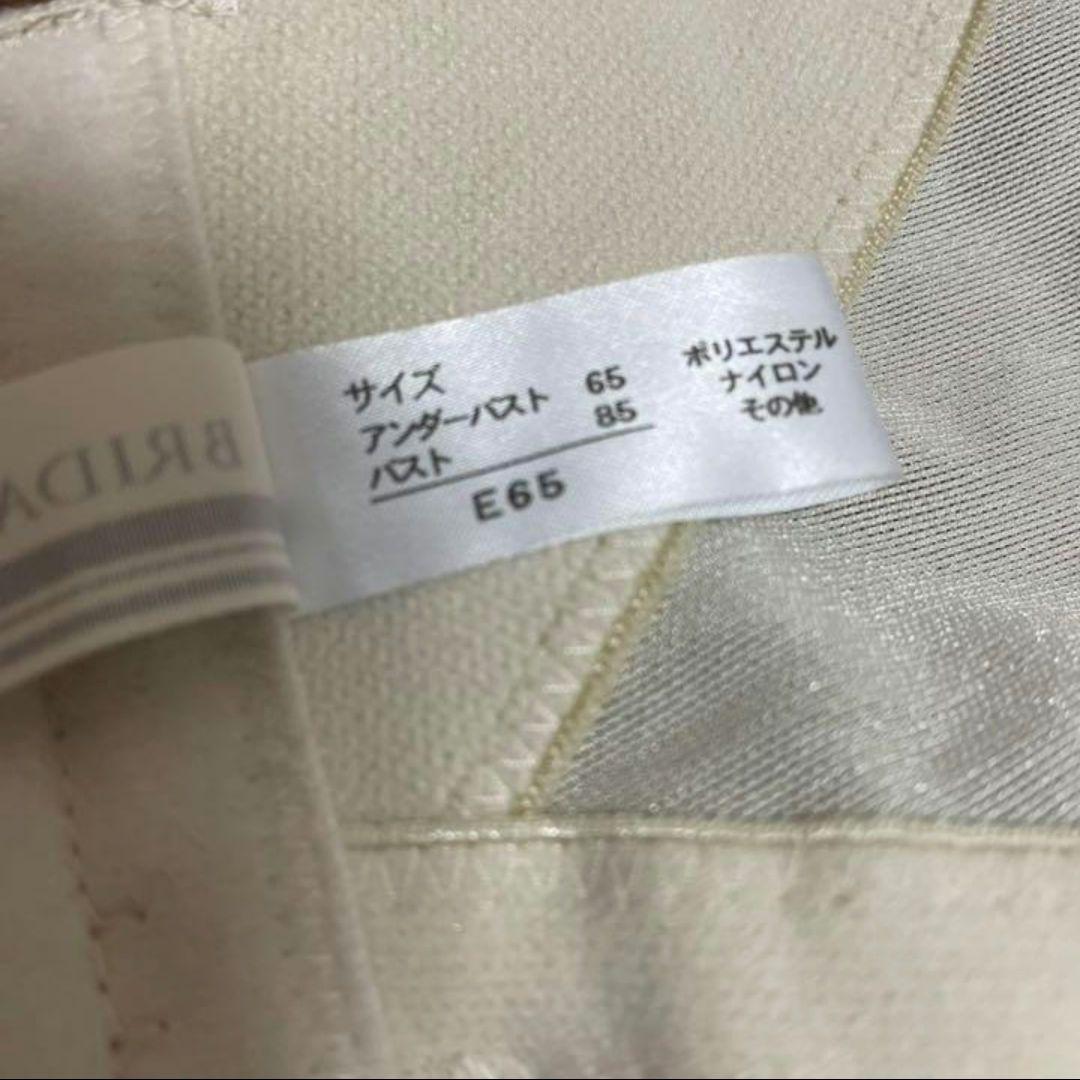 サイズ
アンダーバスト 65
バスト 85
E65
ポリエステル
ナイロン
その他
BRIDA